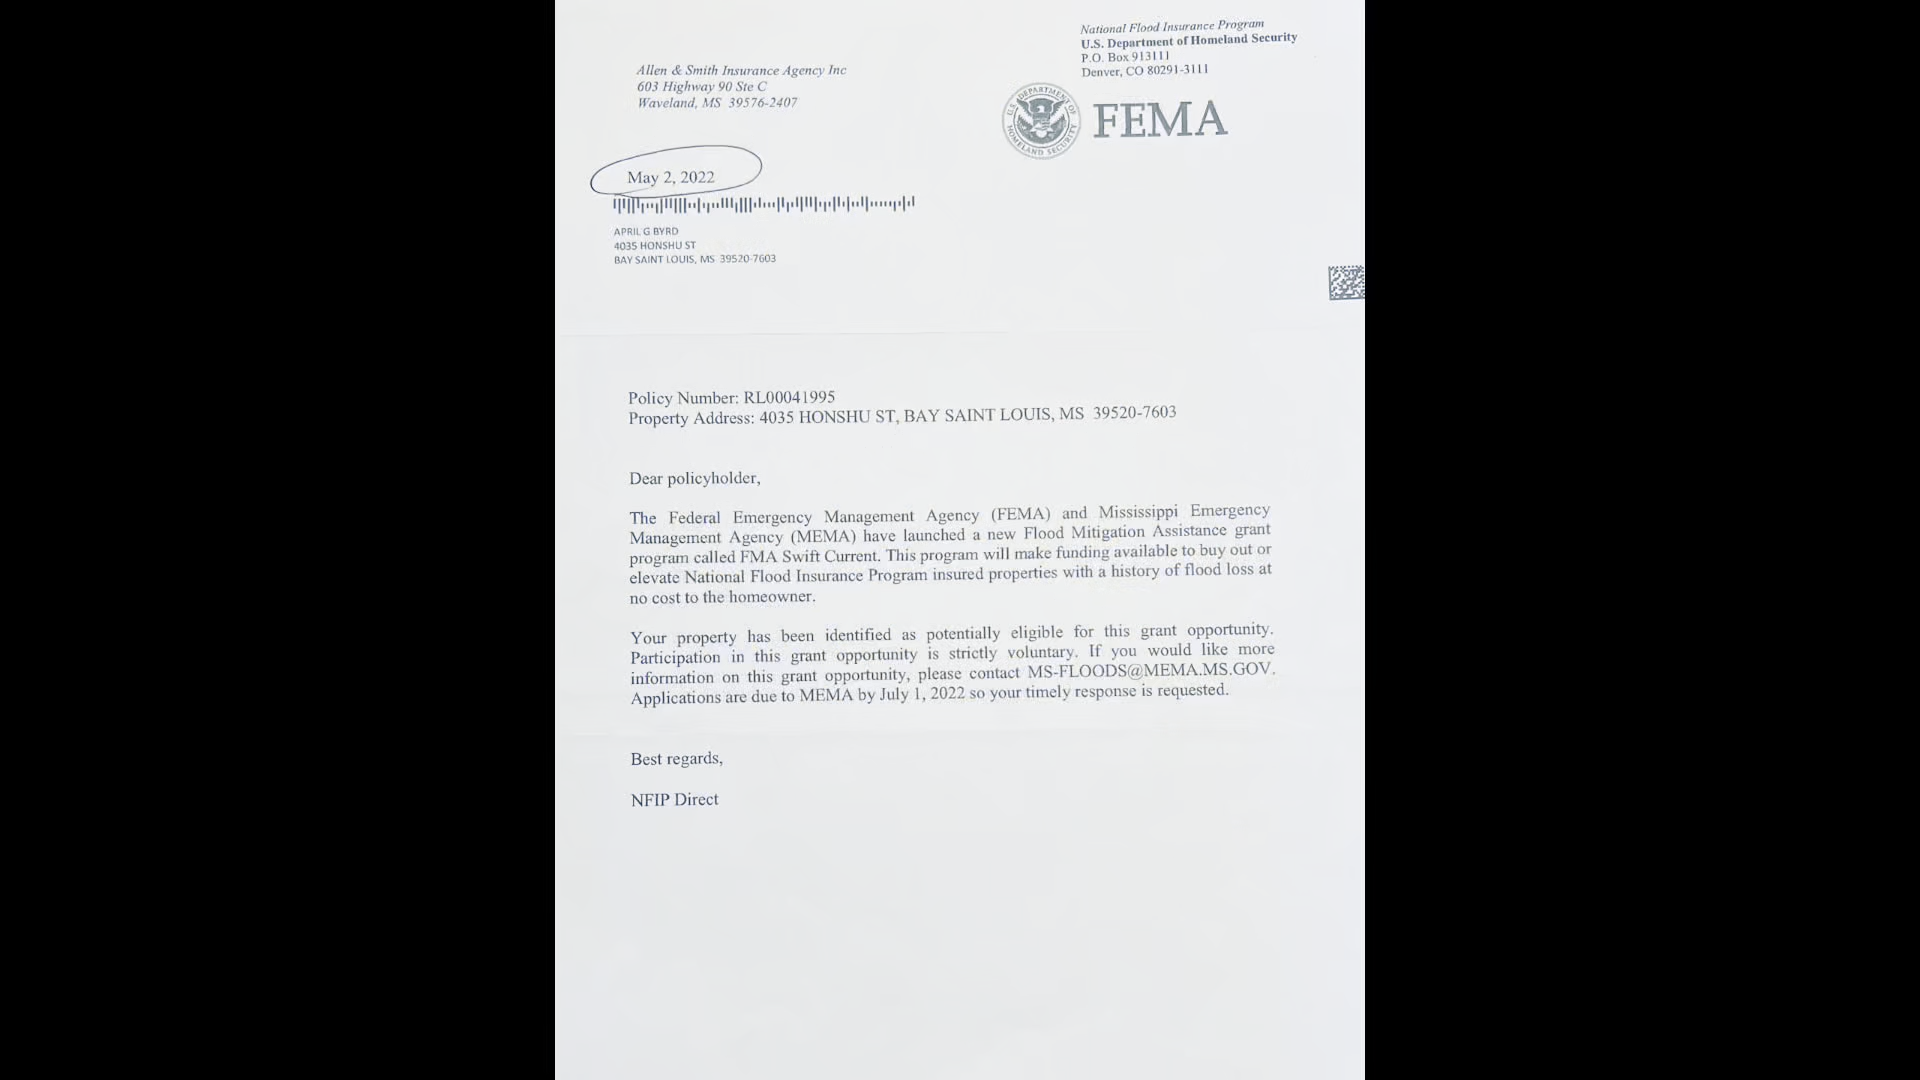 National Flood Insurance Program
U.S. Department of Homeland Security
P.O. Box 913111
Denver, CO 80291-3111
Allen & Smith Insurance Agency Inc
603 Highway 90 Ste C
Waveland, MS 39576-2407
U.S. DEPARTMENT OF HOMELAND SECURITY
FEMA
May 2, 2022
APRIL G BYRD
4035 HONSHU ST
BAY SAINT LOUIS, MS 39520-7603
Policy Number: RL00041995
Property Address: 4035 HONSHU ST, BAY SAINT LOUIS, MS 39520-7603
Dear policyholder,
The Federal Emergency Management Agency (FEMA) and Mississippi Emergency
Management Agency (MEMA) have launched a new Flood Mitigation Assistance grant
program called FMA Swift Current. This program will make funding available to buy out or
elevate National Flood Insurance Program insured properties with a history of flood loss at
no cost to the homeowner.
Your property has been identified as potentially eligible for this grant opportunity.
Participation in this grant opportunity is strictly voluntary. If you would like more
information on this grant opportunity, please contact MS-FLOODS@MEMA.MS.GOV.
Applications are due to MEMA by July 1, 2022 so your timely response is requested.
Best regards,
NFIP Direct